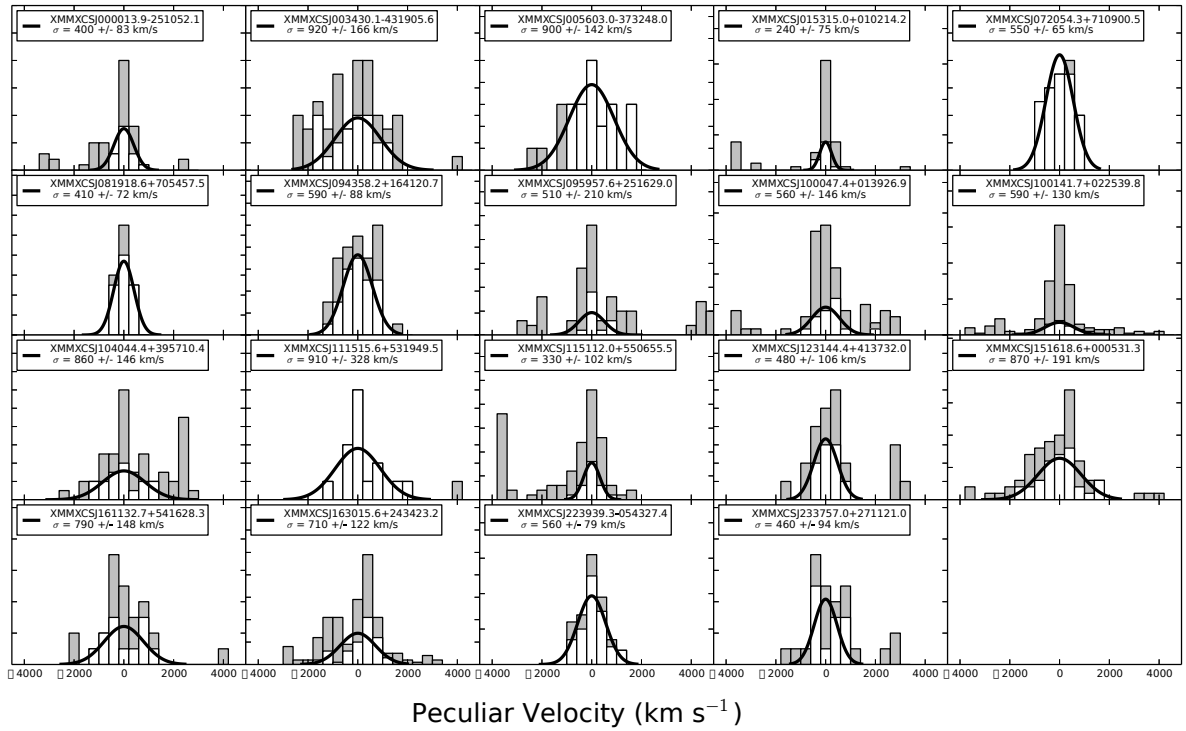 XMMXCSJ000013.9-251052.1
σ = 400 +/- 83 km/s
XMMXCSJ003430.1-431905.6
σ = 920 +/- 166 km/s
XMMXCSJ005603.0-373248.0
σ = 900 +/- 142 km/s
XMMXCSJ015315.0+010214.2
σ = 240 +/- 75 km/s
XMMXCSJ072054.3+710900.5
σ = 550 +/- 65 km/s
XMMXCSJ081918.6+705457.5
σ = 410 +/- 72 km/s
XMMXCSJ094358.2+164120.7
σ = 590 +/- 88 km/s
XMMXCSJ095957.6+251629.0
σ = 510 +/- 210 km/s
XMMXCSJ100047.4+013926.9
σ = 560 +/- 146 km/s
XMMXCSJ100141.7+022539.8
σ = 590 +/- 130 km/s
XMMXCSJ104044.4+395710.4
σ = 860 +/- 146 km/s
XMMXCSJ111515.6+531949.5
σ = 910 +/- 328 km/s
XMMXCSJ115112.0+550655.5
σ = 330 +/- 102 km/s
XMMXCSJ123144.4+413732.0
σ = 480 +/- 106 km/s
XMMXCSJ151618.6+000531.3
σ = 870 +/- 191 km/s
XMMXCSJ161132.7+541628.3
σ = 790 +/- 148 km/s
XMMXCSJ163015.6+243423.2
σ = 710 +/- 122 km/s
XMMXCSJ223939.3-054327.4
σ = 560 +/- 79 km/s
XMMXCSJ233757.0+271121.0
σ = 460 +/- 94 km/s
▯4000 ▯2000 0 2000 4000 ▯4000 ▯2000 0 2000 4000 ▯4000 ▯2000 0 2000 4000 ▯4000 ▯2000 0 2000 4000 ▯4000 ▯2000 0 2000 4000
Peculiar Velocity (km s⁻¹)